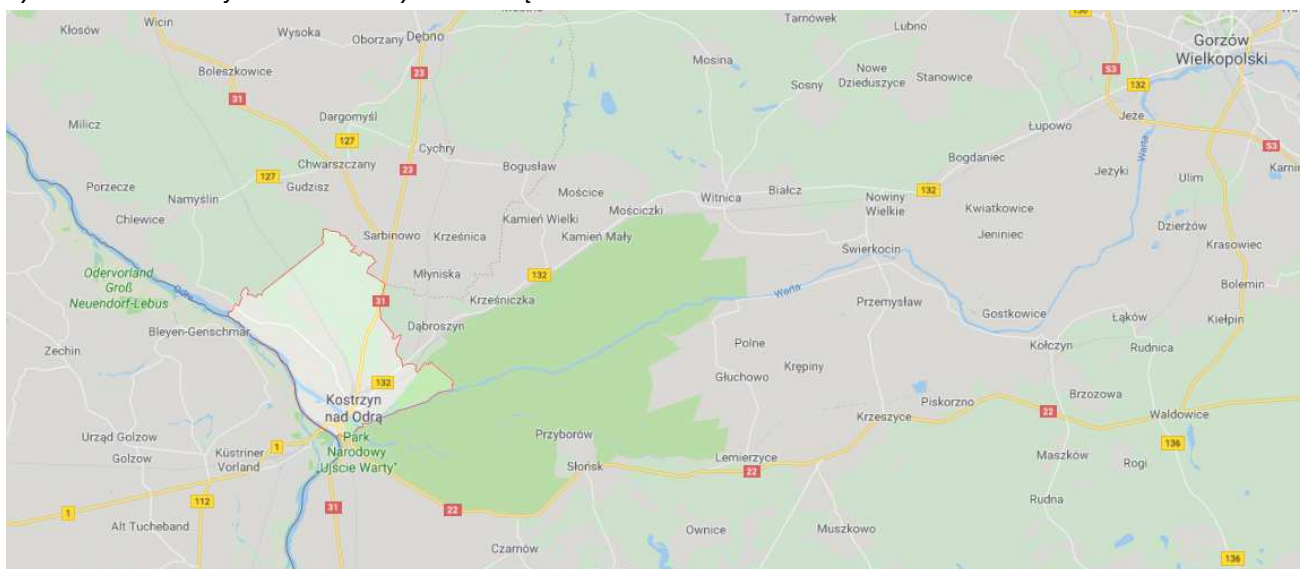 Kłosów
Wicin
Wysoka
Oborzany
Dębno
Tarnówek
Lubno
Gorzów
Wielkopolski
Boleszkowice
23
31
Mosina
Nowe
Dzieduszyce
Sosny
Stanowice
S3
132
Milicz
Dargomyśl
127
Cychry
23
Łupowo
Jeże
Warta
S3
Chwarszczany
127
Gudzisz
Bogusław
Bogdaniec
Jeżyki
Ulim
Kamin
Porzecze
Namyślin
Mościce
Witnica
Białcz
132
Chlewice
Kamień Wielki
Mościczki
Nowiny
Wielkie
Kwiatkowice
Sarbinowo
Krześnica
Kamień Mały
Jeniniec
Dzierżów
Krasowiec
Świerkocin
Odervorland
Groß
Neuendorf-Lebus
Odra
Młyniska
132
Bolemin
Krześniczka
Warta
Przemysław
31
Gostkowice
Łąków
Kiełpin
Bleyen-Genschmar
Dąbroszyn
Zechin
Polne
Kołczyn
Rudnica
Głuchowo
Krępiny
132
Kostrzyn
nad Odrą
Piskorzno
Brzozowa
22
Waldowice
Krzeszyce
Urząd Golzow
Golzow
Küstriner
Vorland
1
Park
Narodowy
"Ujście Warty"
Przyborów
Słońsk
Lemierzyce
22
Maszków
Rogi
136
112
1
31
22
Rudna
Alt Tucheband
Ownice
Muszkowo
Czarnów
136